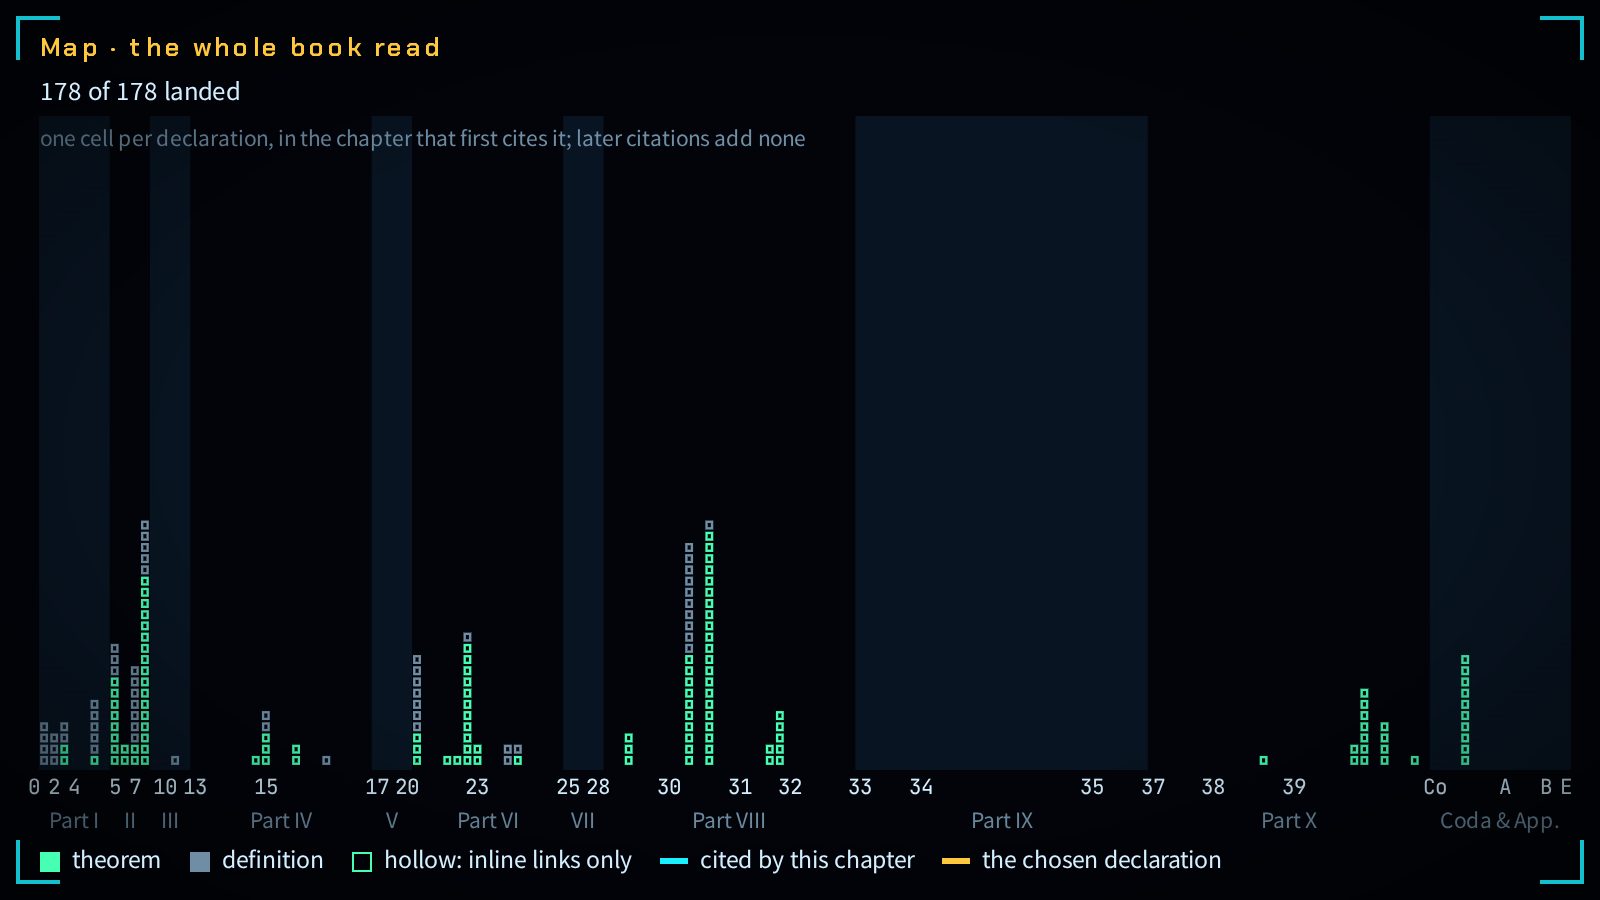 Map · the whole book read
178 of 178 landed
one cell per declaration, in the chapter that first cites it; later citations add none
0 2 4 5 7 10 13 15 17 20 23 25 28 30 31 32 33 34 35 37 38 39 Co A B E
Part I II III Part IV V Part VI VII Part VIII Part IX Part X Coda & App.
theorem definition hollow: inline links only cited by this chapter the chosen declaration